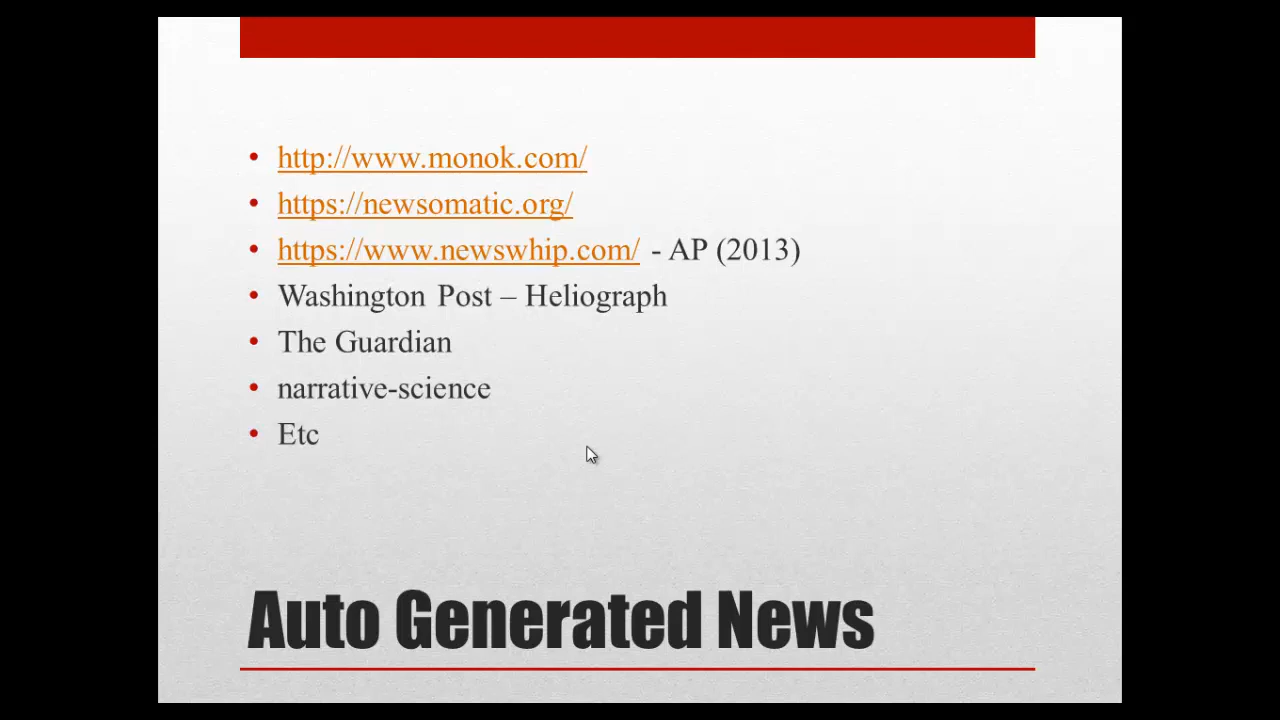 • http://www.monok.com/
• https://newsomatic.org/
• https://www.newswhip.com/ - AP (2013)
• Washington Post – Heliograph
• The Guardian
• narrative-science
• Etc
Auto Generated News